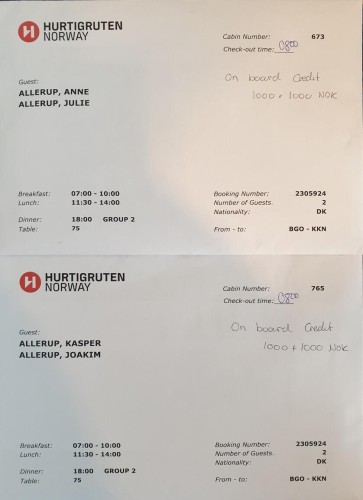 HURTIGRUTEN
NORWAY
Cabin Number: 673
Check-out time: 0800
Guest:
ALLERUP, ANNE
ALLERUP, JULIE
On board Credit
1000 + 1000 NOK
Breakfast: 07:00 - 10:00
Lunch: 11:30 - 14:00
Dinner: 18:00 GROUP 2
Table: 75
Booking Number: 2305924
Number of Guests. 2
Nationality: DK
From - to: BGO - KKN
HURTIGRUTEN
NORWAY
Cabin Number: 765
Check-out time: 0800
Guest:
ALLERUP, KASPER
ALLERUP, JOAKIM
On board Credit
1000 + 1000 NOK
Breakfast: 07:00 - 10:00
Lunch: 11:30 - 14:00
Dinner: 18:00 GROUP 2
Table: 75
Booking Number: 2305924
Number of Guests. 2
Nationality: DK
From - to: BGO - KKN